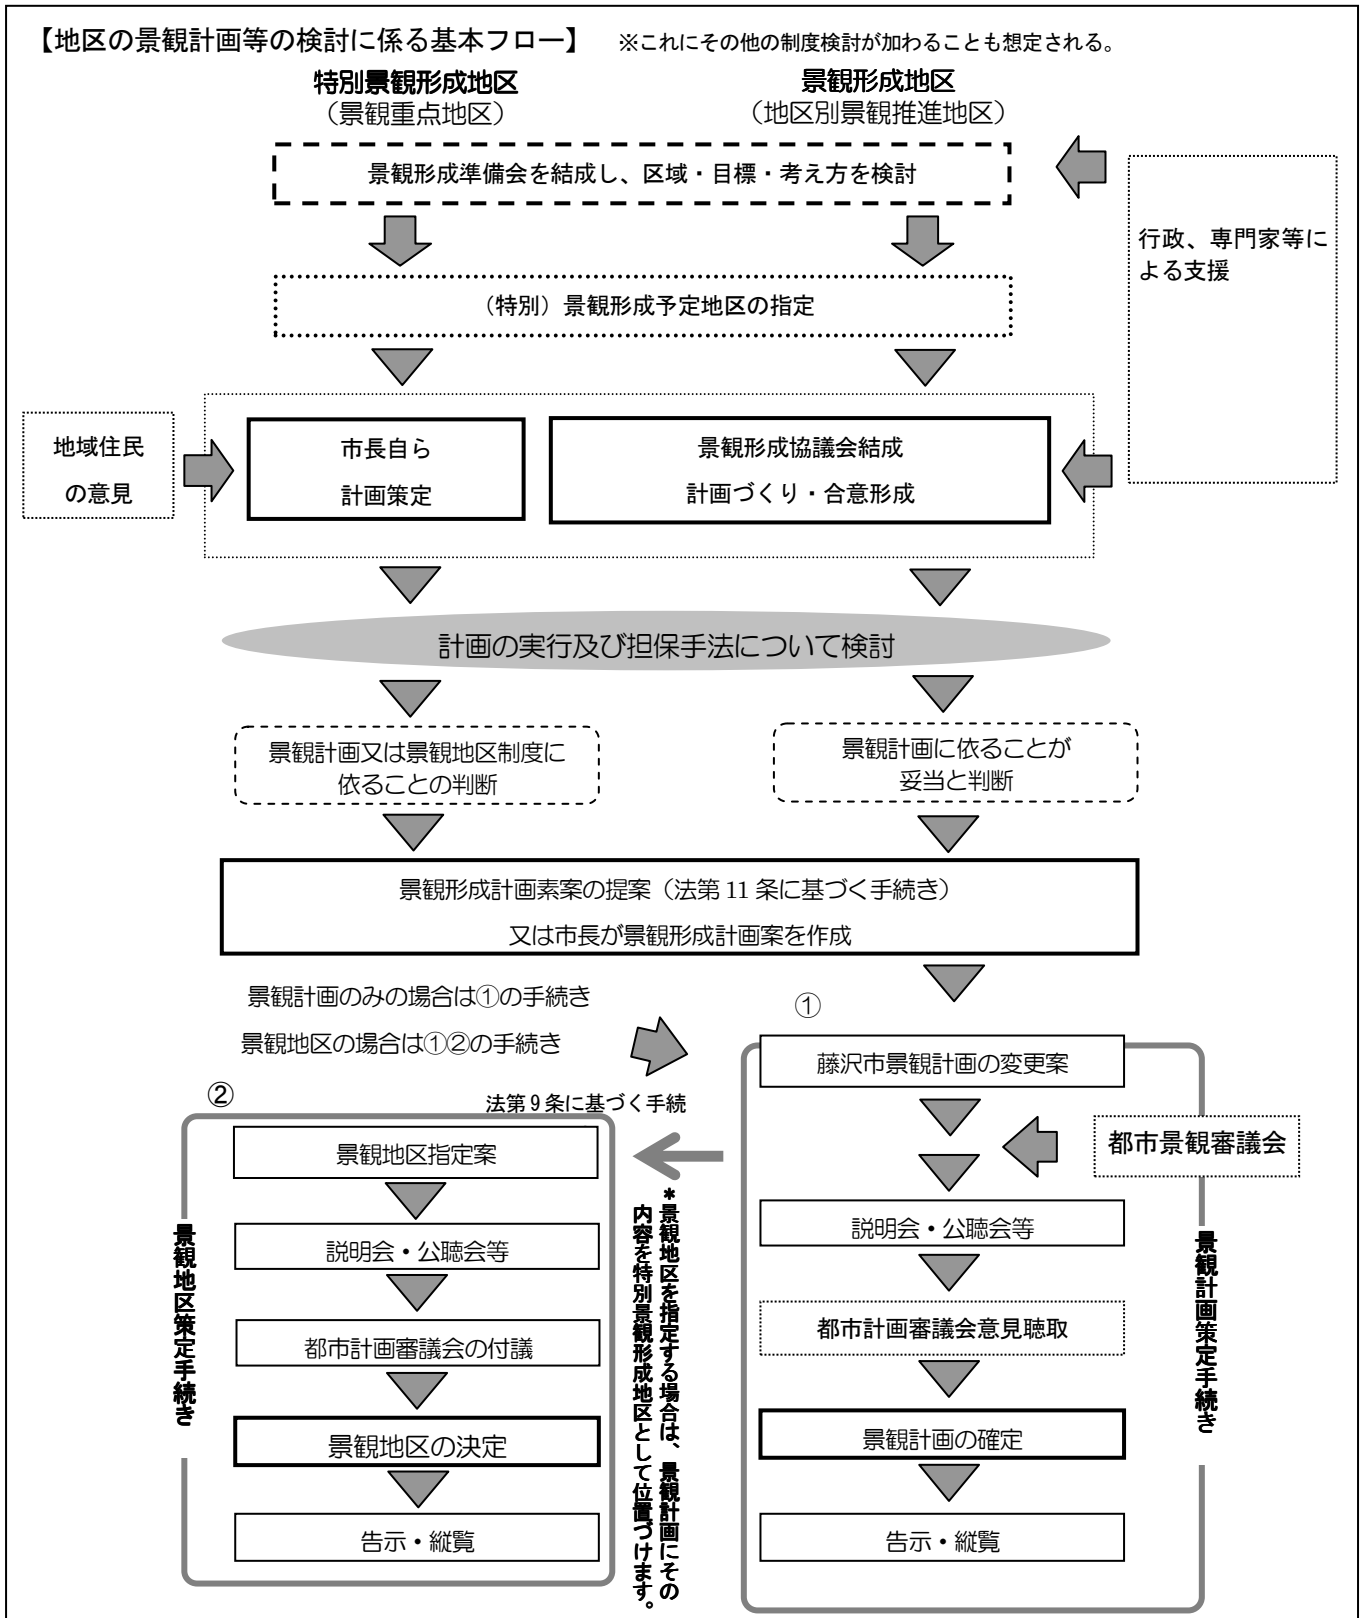 【地区の景観計画等の検討に係る基本フロー】 ※これにその他の制度検討が加わることも想定される。
特別景観形成地区
（景観重点地区）
景観形成地区
（地区別景観推進地区）
景観形成準備会を結成し、区域・目標・考え方を検討
行政、専門家等に
よる支援
（特別）景観形成予定地区の指定
地域住民
の意見
市長自ら
計画策定
景観形成協議会結成
計画づくり・合意形成
計画の実行及び担保手法について検討
景観計画又は景観地区制度に
依ることの判断
景観計画に依ることが
妥当と判断
景観形成計画素案の提案（法第 11 条に基づく手続き）
又は市長が景観形成計画案を作成
景観計画のみの場合は①の手続き
景観地区の場合は①②の手続き
①
藤沢市景観計画の変更案
都市景観審議会
説明会・公聴会等
都市計画審議会意見聴取
景観計画の確定
告示・縦覧
景観計画策定手続き
法第９条に基づく手続
②
景観地区指定案
説明会・公聴会等
都市計画審議会の付議
景観地区の決定
告示・縦覧
景観地区策定手続き
＊景観地区を指定する場合は、景観計画にその
内容を特別景観形成地区として位置づけます。